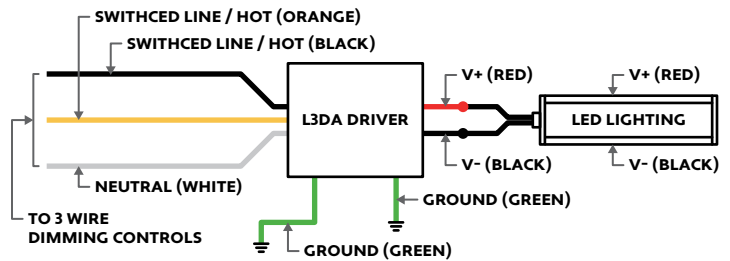 SWITHCED LINE / HOT (ORANGE)
SWITHCED LINE / HOT (BLACK)
V+ (RED)
V+ (RED)
L3DA DRIVER
LED LIGHTING
V- (BLACK)
V- (BLACK)
NEUTRAL (WHITE)
GROUND (GREEN)
TO 3 WIRE
DIMMING CONTROLS
GROUND (GREEN)